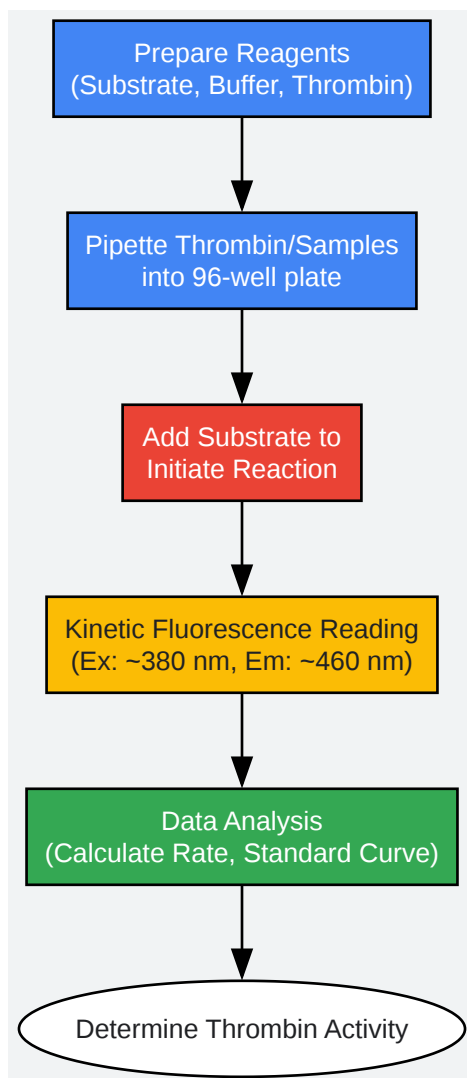 Prepare Reagents
(Substrate, Buffer, Thrombin)
Pipette Thrombin/Samples
into 96-well plate
Add Substrate to
Initiate Reaction
Kinetic Fluorescence Reading
(Ex: ~380 nm, Em: ~460 nm)
Data Analysis
(Calculate Rate, Standard Curve)
Determine Thrombin Activity